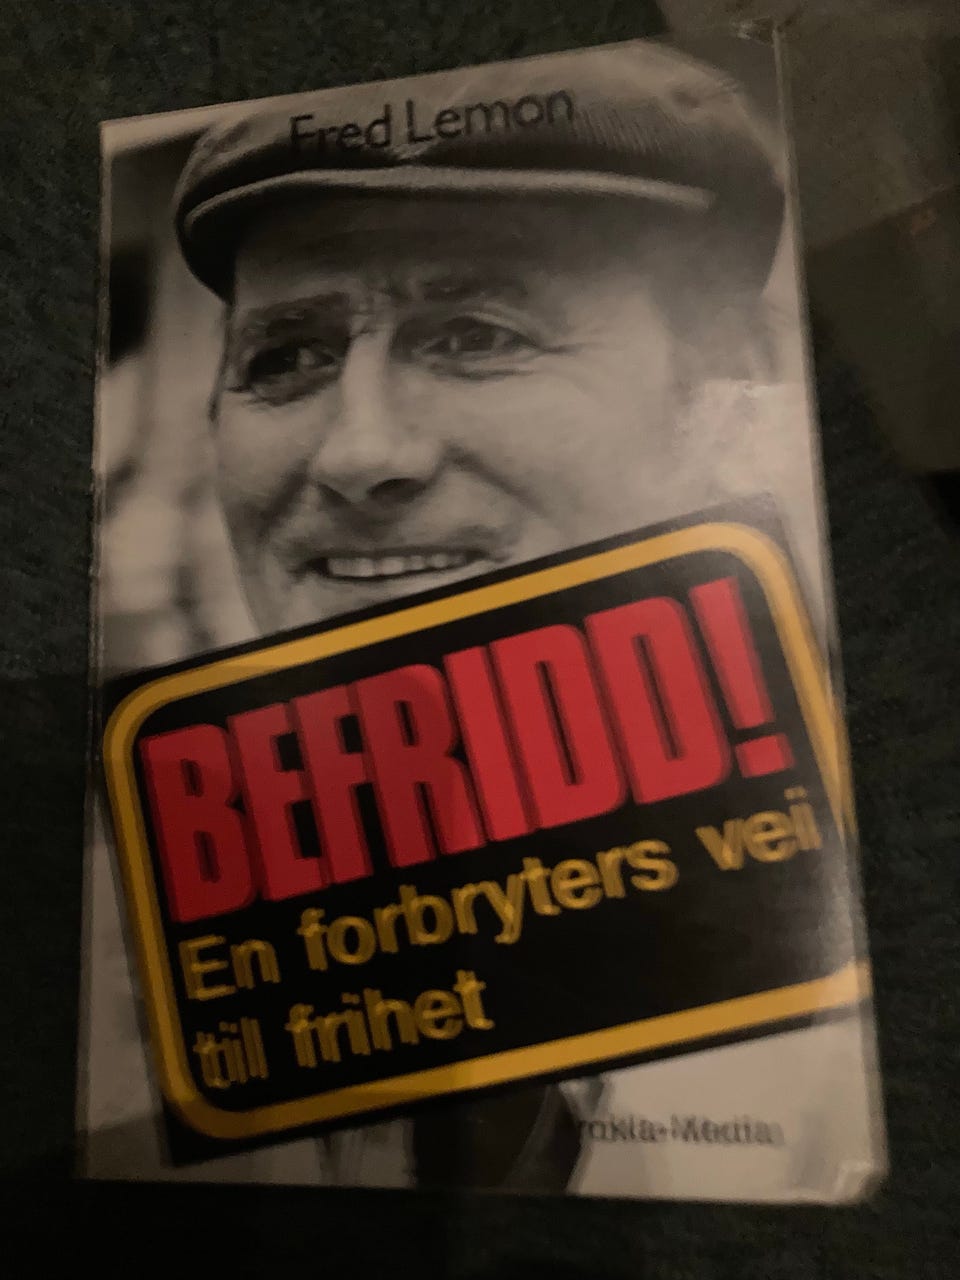 Fred Lemon
BEFRIDD!
En forbryters vei
til frihet